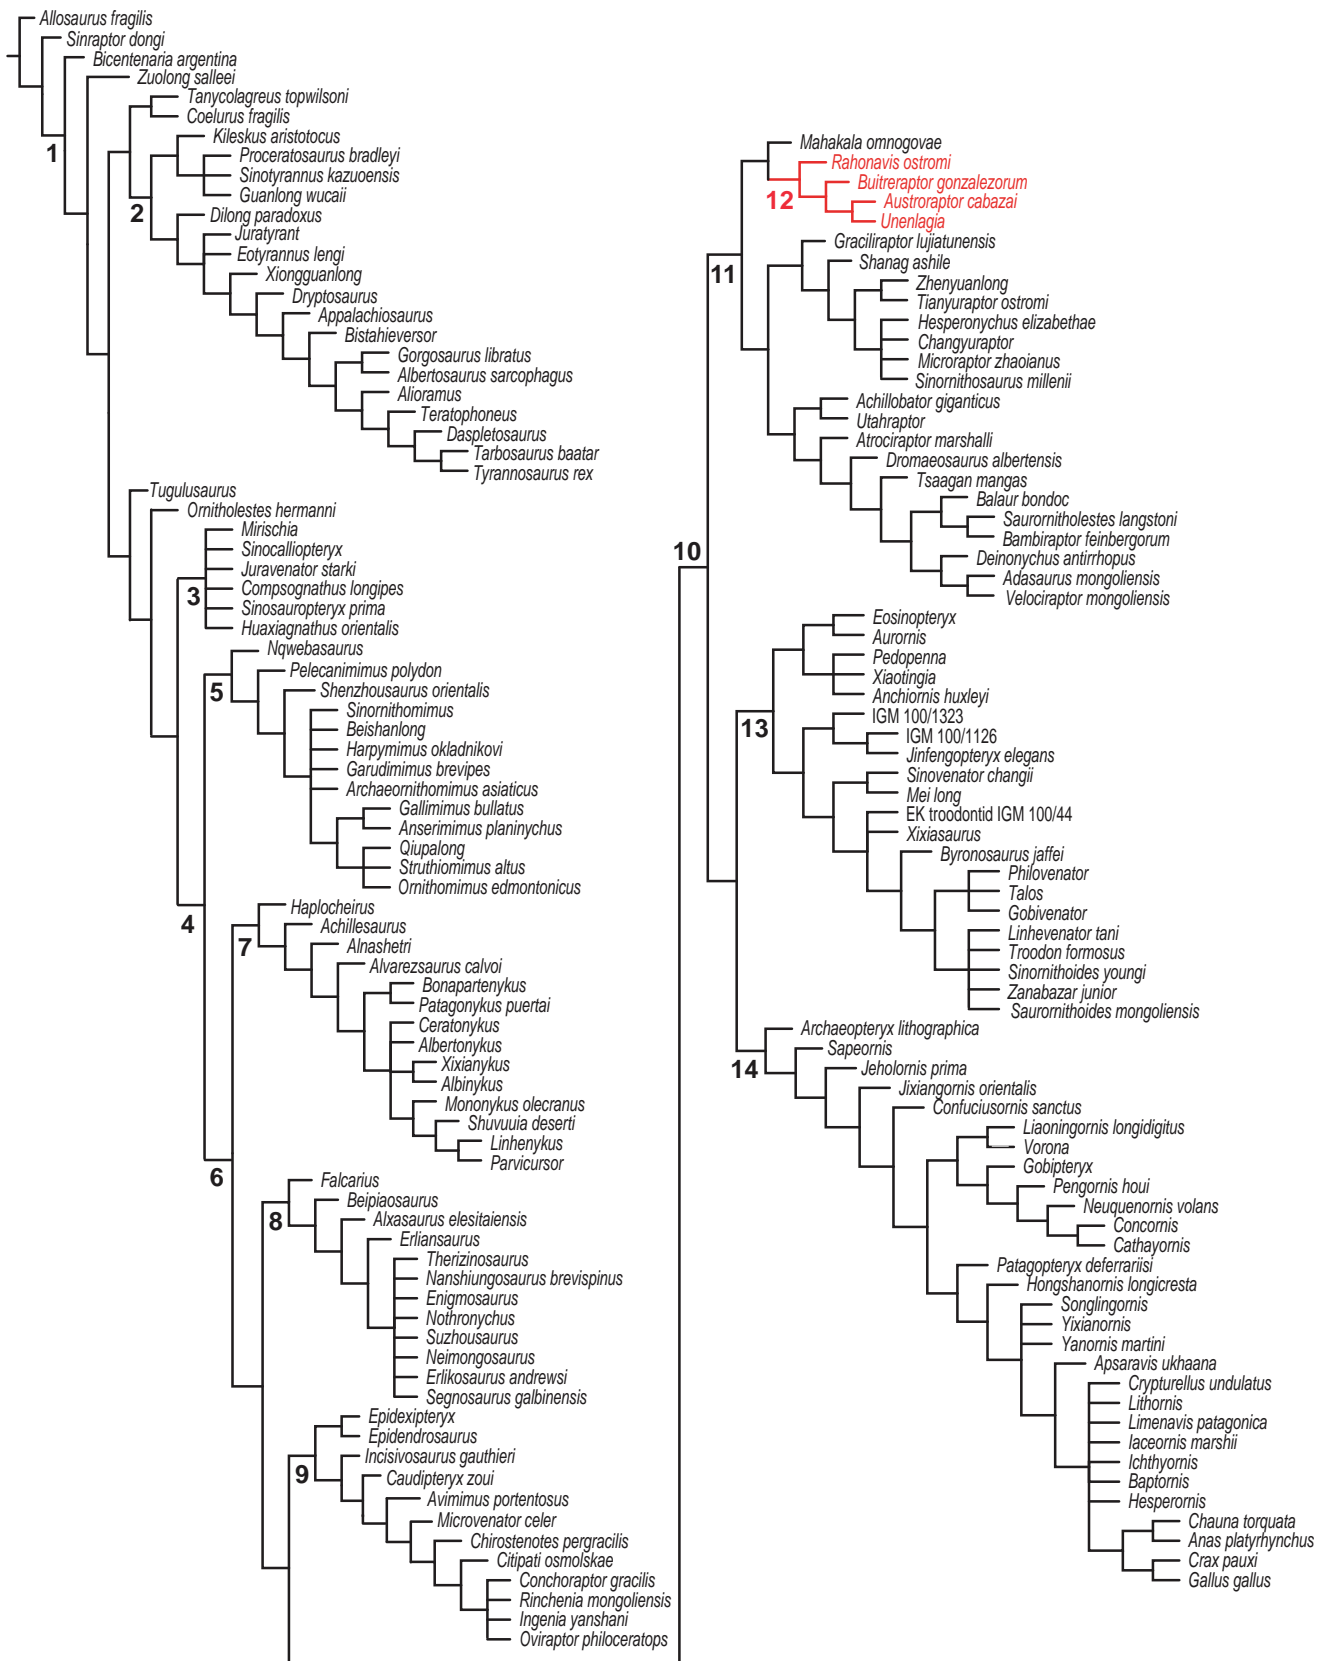 Allosaurus fragilis
Sinraptor dongi
Bicentenaria argentina
Zuolong salleei
Tanycolagreus topwilsoni
Coelurus fragilis
1
Kileskus aristotocus
Proceratosaurus bradleyi
Sinotyrannus kazuoensis
Guanlong wucaii
2
Dilong paradoxus
Juratyrant
Eotyrannus lengi
Xiongguanlong
Dryptosaurus
Appalachiosaurus
Bistahieversor
Gorgosaurus libratus
Albertosaurus sarcophagus
Alioramus
Teratophoneus
Daspletosaurus
Tarbosaurus baatar
Tyrannosaurus rex
Tugulusaurus
Ornitholestes hermanni
Mirischia
Sinocalliopteryx
Juravenator starki
3
Compsognathus longipes
Sinosauropteryx prima
Huaxiagnathus orientalis
Nqwebasaurus
Pelecanimimus polydon
5
Shenzhousaurus orientalis
Sinornithomimus
Beishanlong
Harpymimus okladnikovi
Garudimimus brevipes
Archaeornithomimus asiaticus
Gallimimus bullatus
Anserimimus planinychus
Qiupalong
Struthiomimus altus
Ornithomimus edmontonicus
Haplocheirus
4
Achillesaurus
7
Alnashetri
Alvarezsaurus calvoi
Bonapartenykus
Patagonykus puertai
Ceratonykus
Albertonykus
Xixianykus
Albinykus
Mononykus olecranus
Shuvuuia deserti
Linhenykus
Parvicursor
6
Falcarius
Beipiaosaurus
8
Alxasaurus elesitaiensis
Erliansaurus
Therizinosaurus
Nanshiungosaurus brevispinus
Enigmosaurus
Nothronychus
Suzhousaurus
Neimongosaurus
Erlikosaurus andrewsi
Segnosaurus galbinensis
Epidexipteryx
Epidendrosaurus
Incisivosaurus gauthieri
9
Caudipteryx zoui
Avimimus portentosus
Microvenator celer
Chirostenotes pergracilis
Citipati osmolskae
Conchoraptor gracilis
Rinchenia mongoliensis
Ingenia yanshani
Oviraptor philoceratops
Mahakala omnogovae
Rahonavis ostromi
Buitreraptor gonzalezorum
12
Austroraptor cabazai
Unenlagia
Graciliraptor lujiatunensis
Shanag ashile
11
Zhenyuanlong
Tianyuraptor ostromi
Hesperonychus elizabethae
Changyuraptor
Microraptor zhaoianus
Sinornithosaurus millenii
Achillobator giganticus
Utahraptor
Atrociraptor marshalli
Dromaeosaurus albertensis
Tsaagan mangas
Balaur bondoc
Saurornitholestes langstoni
Bambiraptor feinbergorum
10
Deinonychus antirrhopus
Adasaurus mongoliensis
Velociraptor mongoliensis
Eosinopteryx
Aurornis
Pedopenna
Xiaotingia
Anchiornis huxleyi
IGM 100/1323
13
IGM 100/1126
Jinfengopteryx elegans
Sinovenator changii
Mei long
EK troodontid IGM 100/44
Xixiasaurus
Byronosaurus jaffei
Philovenator
Talos
Gobivenator
Linhevenator tani
Troodon formosus
Sinornithoides youngi
Zanabazar junior
Saurornithoides mongoliensis
Archaeopteryx lithographica
Sapeornis
14
Jeholornis prima
Jixiangornis orientalis
Confuciusornis sanctus
Liaoningornis longidigitus
Vorona
Gobipteryx
Pengornis houi
Neuquenornis volans
Concornis
Cathayornis
Patagopteryx deferrariisi
Hongshanornis longicresta
Songlingornis
Yixianornis
Yanornis martini
Apsaravis ukhaana
Crypturellus undulatus
Lithornis
Limenavis patagonica
Iaceornis marshii
Ichthyornis
Baptornis
Hesperornis
Chauna torquata
Anas platyrhynchus
Crax pauxi
Gallus gallus